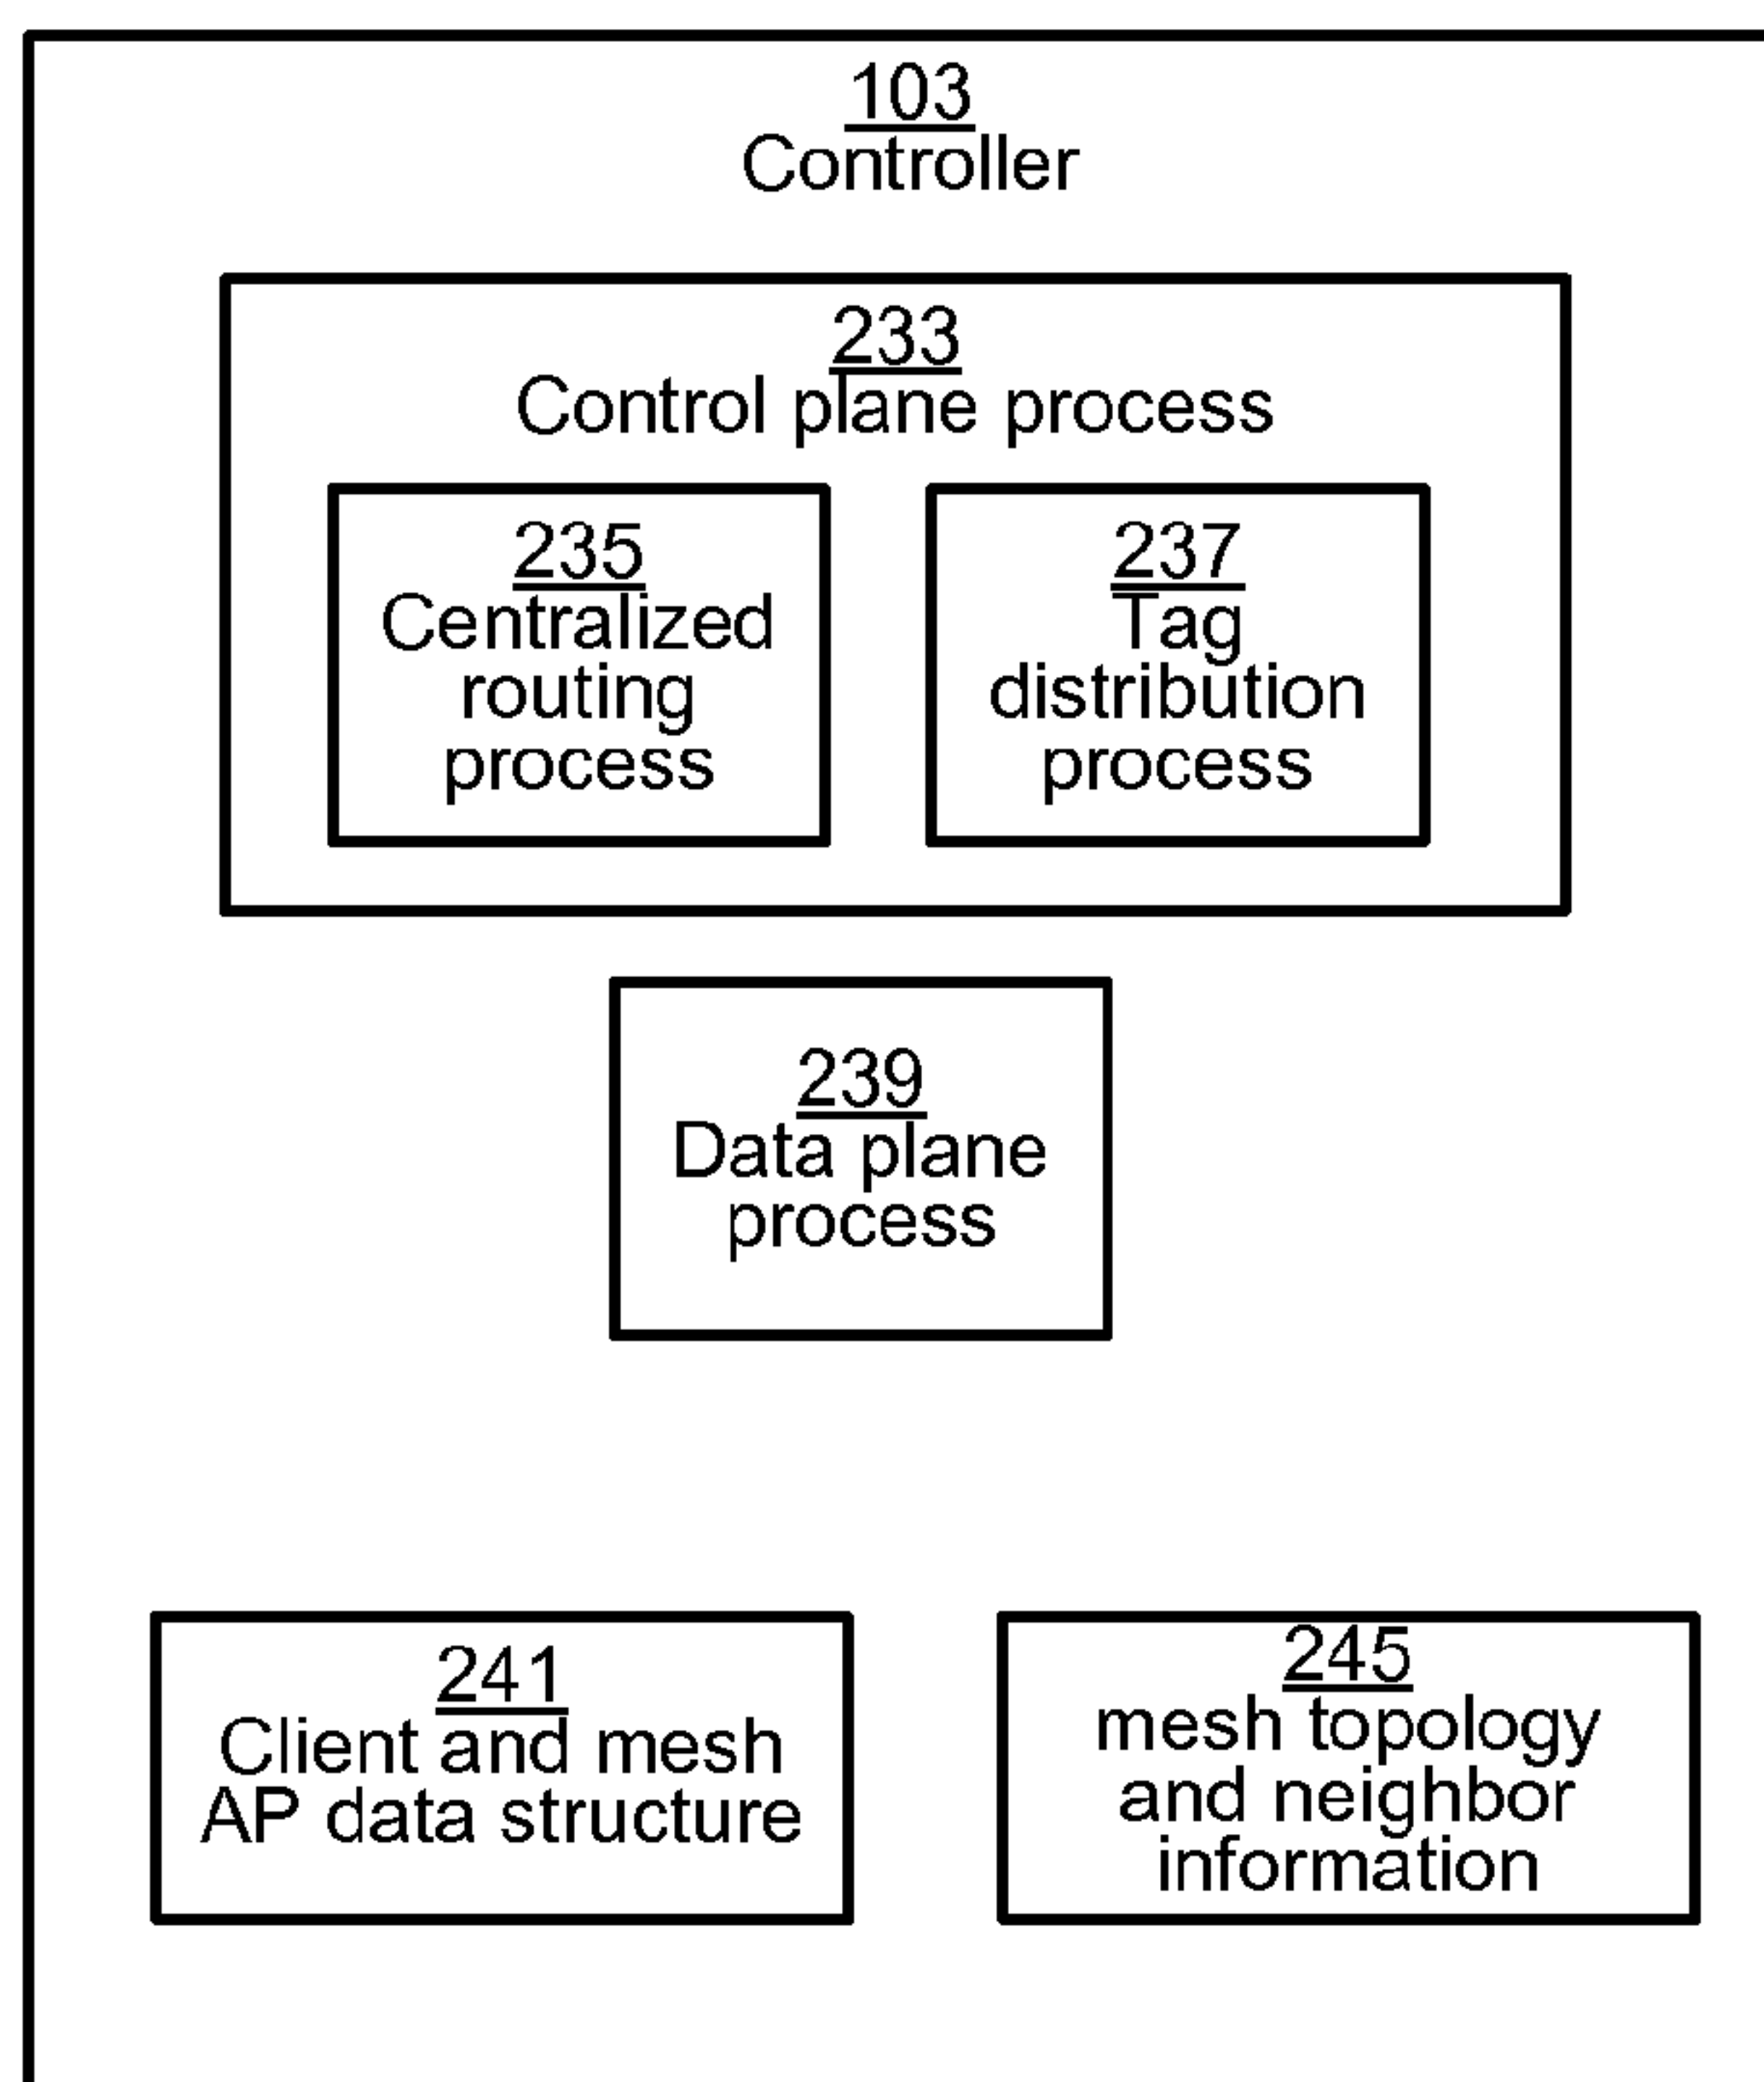 103
Controller
233
Control plane process
235
Centralized
routing
process
237
Tag
distribution
process
239
Data plane
process
241
Client and mesh
AP data structure
245
mesh topology
and neighbor
information